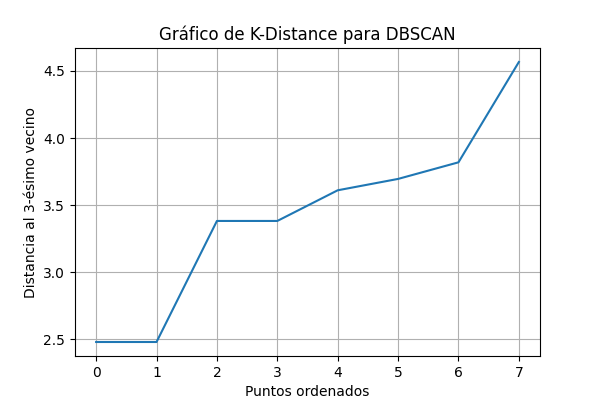 Gráfico de K-Distance para DBSCAN
Distancia al 3-ésimo vecino
4.5
4.0
3.5
3.0
2.5
0 1 2 3 4 5 6 7
Puntos ordenados